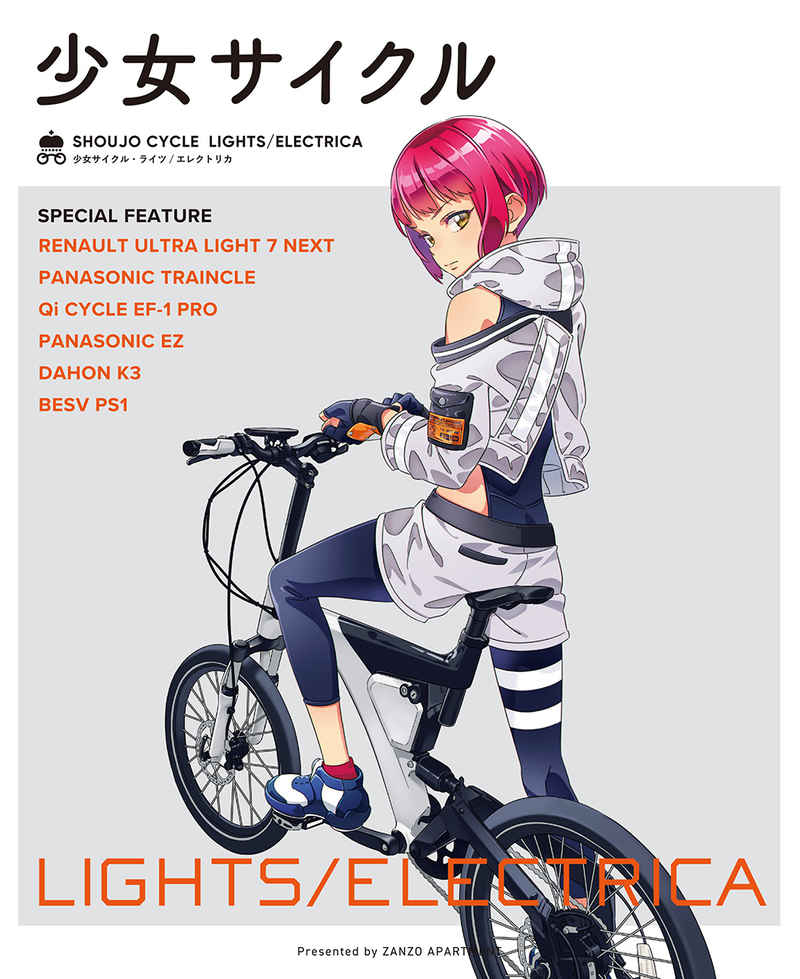 少女サイクル
SHOUJO CYCLE LIGHTS/ELECTRICA
少女サイクル・ライツ/エレクトリカ
SPECIAL FEATURE
RENAULT ULTRA LIGHT 7 NEXT
PANASONIC TRAINCLE
Qi CYCLE EF-1 PRO
PANASONIC EZ
DAHON K3
BESV PS1
LIGHTS/ELECTRICA
Presented by ZANZO APARTMENT